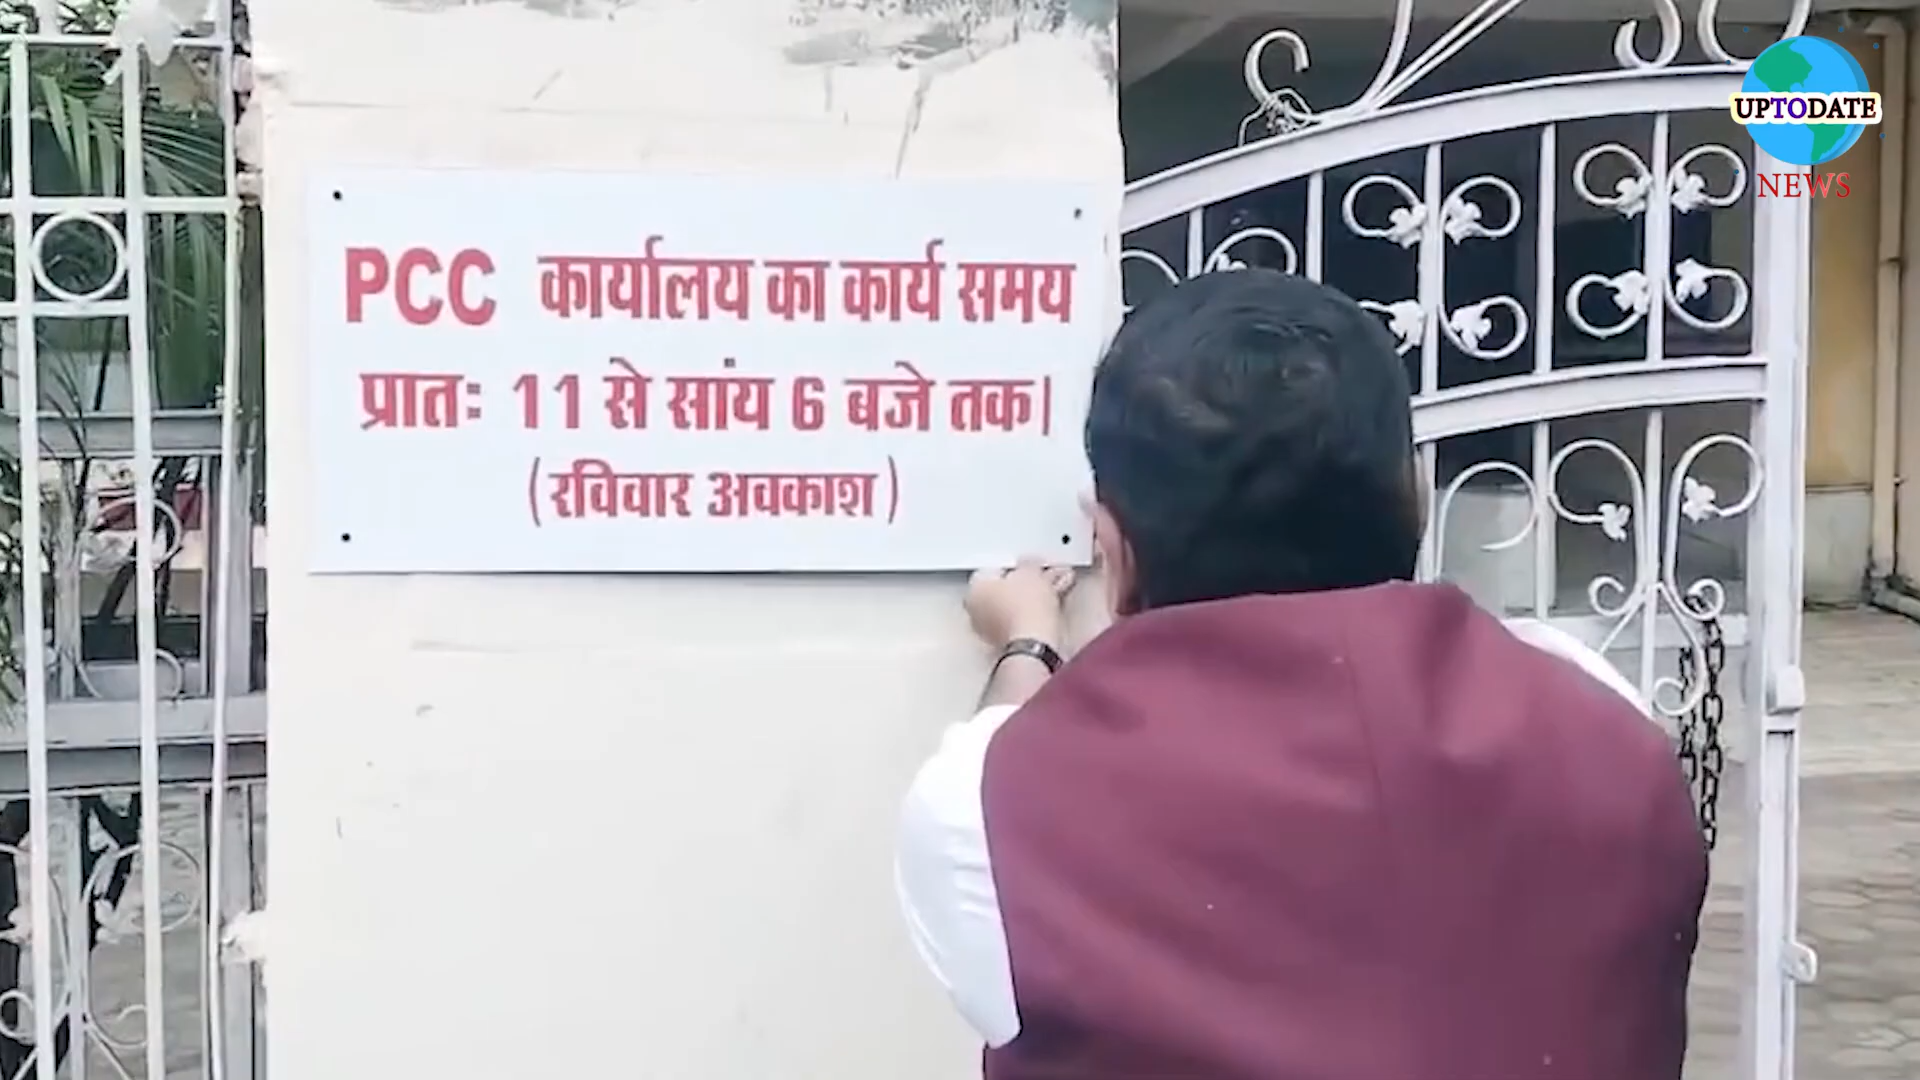 PCC कार्यालय का कार्य समय
प्रातः 11 से सांय 6 बजे तक।
(रविवार अवकाश)
UPTODATE
NEWS